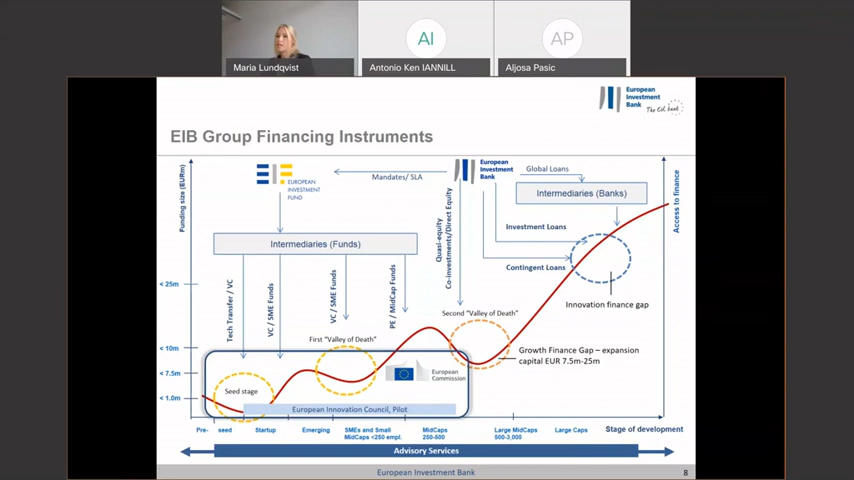 AI
AP
Maria Lundqvist
Antonio Ken IANNILL
Aljosa Pasic
European
Investment
Bank
The EU bank
EIB Group Financing Instruments
Funding size (EURm)
EUROPEAN
INVESTMENT
FUND
Mandates/ SLA
European
Investment
Bank
Global Loans
Intermediaries (Banks)
Access to finance
Intermediaries (Funds)
Quasi-equity
Co-investments/Direct Equity
Investment Loans
Contingent Loans
Tech Transfer / VC
VC / SME Funds
VC / SME Funds
PE / MidCap Funds
< 25m
Innovation finance gap
First "Valley of Death"
Second "Valley of Death"
< 10m
Growth Finance Gap – expansion
capital EUR 7.5m-25m
< 7.5m
European
Commission
Seed stage
< 1.0m
European Innovation Council, Pilot
Pre-
seed
Startup
Emerging
SMEs and Small
MidCaps <250 empl.
MidCaps
250-500
Large MidCaps
500-3,000
Large Caps
Stage of development
Advisory Services
European Investment Bank
8